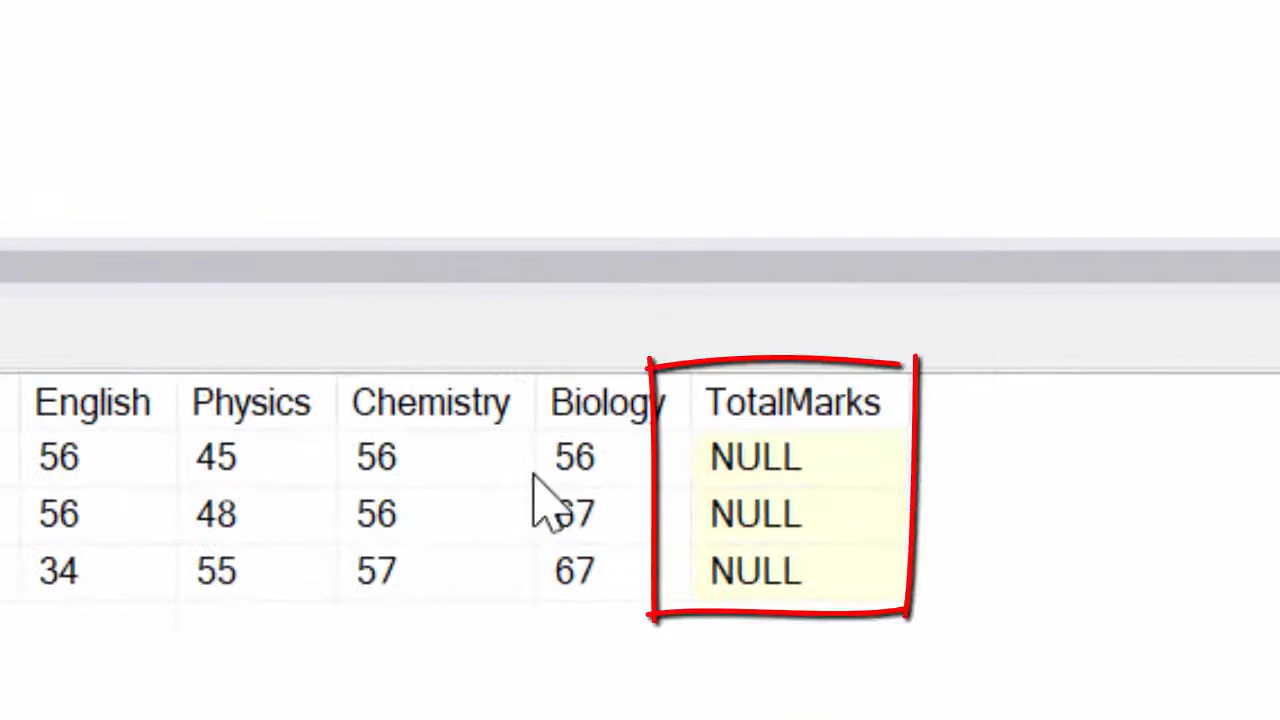 English Physics Chemistry Biology TotalMarks
56 45 56 56 NULL
56 48 56 67 NULL
34 55 57 67 NULL